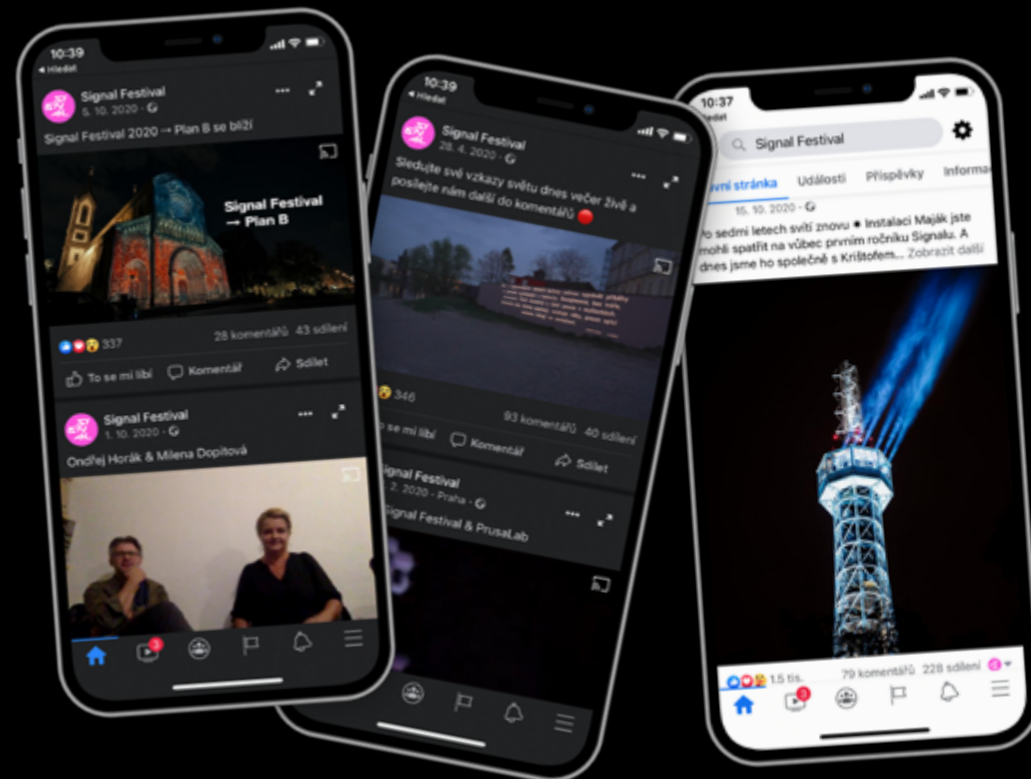 10:39
Hledat
Signal Festival
5. 10. 2020
Signal Festival 2020 → Plan B se blíží
Signal Festival
→ Plan B
337
28 komentářů 43 sdílení
To se mi líbí Komentář Sdílet
Signal Festival
1. 10. 2020
Ondřej Horák & Milena Dopitová
3
10:39
Hledat
Signal Festival
28. 4. 2020
Sledujte své vzkazy světu dnes večer živě a
posílejte nám další do komentářů
346
93 komentářů 40 sdílení
se mi líbí Komentář Sdílet
Signal Festival
2. 2020 · Praha
Signal Festival & PrusaLab
10:37
Signal Festival
Události Příspěvky
stránka
15. 10. 2020
Po sedmi letech svítí znovu Instalaci Maják jste
mohli spatřit na vůbec prvním ročníku Signalu. A
dnes jsme ho společně s Krištofem... Zobrazit další
1.5 tis. 79 komentářů 228 sdílení
3